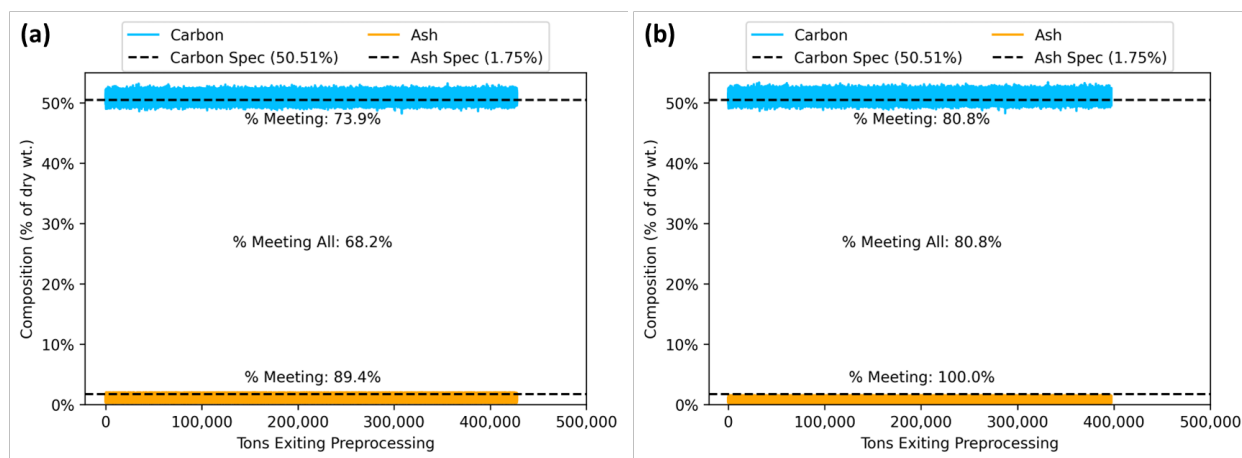 (a)
Carbon
Ash
Carbon Spec (50.51%)
Ash Spec (1.75%)
Composition (% of dry wt.)
50%
40%
30%
20%
10%
0%
% Meeting: 73.9%
% Meeting All: 68.2%
% Meeting: 89.4%
0
100,000
200,000
300,000
400,000
500,000
Tons Exiting Preprocessing
(b)
Carbon
Ash
Carbon Spec (50.51%)
Ash Spec (1.75%)
Composition (% of dry wt.)
50%
40%
30%
20%
10%
0%
% Meeting: 80.8%
% Meeting All: 80.8%
% Meeting: 100.0%
0
100,000
200,000
300,000
400,000
500,000
Tons Exiting Preprocessing